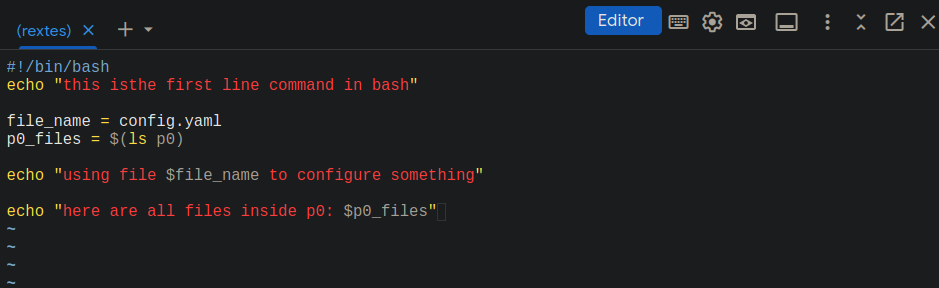 (rextes)
Editor
#!/bin/bash
echo "this isthe first line command in bash"
file_name = config.yaml
p0_files = $(ls p0)
echo "using file $file_name to configure something"
echo "here are all files inside p0: $p0_files"
~
~
~
~